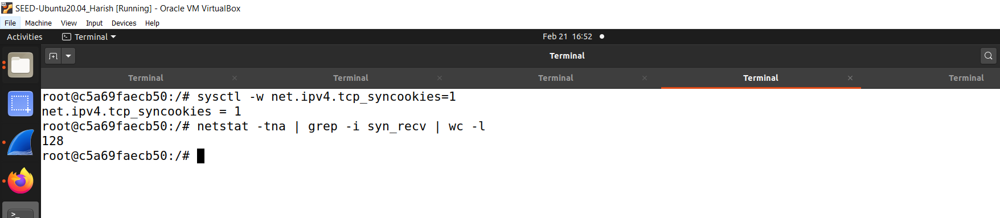 SEED-Ubuntu20.04_Harish [Running] - Oracle VM VirtualBox
File Machine View Input Devices Help
Activities Terminal Feb 21 16:52
Terminal
Terminal Terminal Terminal Terminal Terminal
root@c5a69faecb50:/# sysctl -w net.ipv4.tcp_syncookies=1
net.ipv4.tcp_syncookies = 1
root@c5a69faecb50:/# netstat -tna | grep -i syn_recv | wc -l
128
root@c5a69faecb50:/#